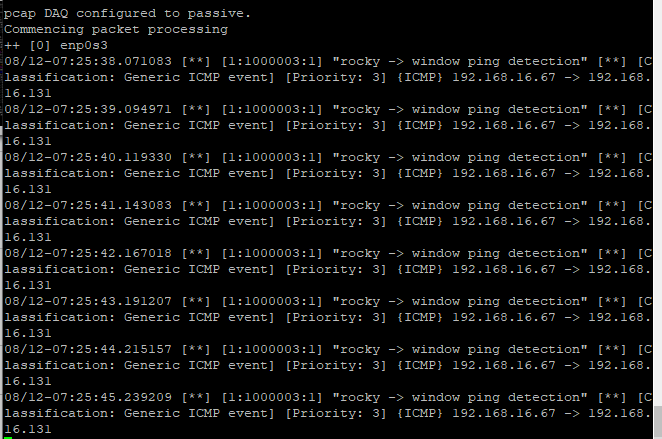 pcap DAQ configured to passive.
Commencing packet processing
++ [0] enp0s3
08/12-07:25:38.071083 [**] [1:1000003:1] "rocky -> window ping detection" [**] [C
lassification: Generic ICMP event] [Priority: 3] {ICMP} 192.168.16.67 -> 192.168.
16.131
08/12-07:25:39.094971 [**] [1:1000003:1] "rocky -> window ping detection" [**] [C
lassification: Generic ICMP event] [Priority: 3] {ICMP} 192.168.16.67 -> 192.168.
16.131
08/12-07:25:40.119330 [**] [1:1000003:1] "rocky -> window ping detection" [**] [C
lassification: Generic ICMP event] [Priority: 3] {ICMP} 192.168.16.67 -> 192.168.
16.131
08/12-07:25:41.143083 [**] [1:1000003:1] "rocky -> window ping detection" [**] [C
lassification: Generic ICMP event] [Priority: 3] {ICMP} 192.168.16.67 -> 192.168.
16.131
08/12-07:25:42.167018 [**] [1:1000003:1] "rocky -> window ping detection" [**] [C
lassification: Generic ICMP event] [Priority: 3] {ICMP} 192.168.16.67 -> 192.168.
16.131
08/12-07:25:43.191207 [**] [1:1000003:1] "rocky -> window ping detection" [**] [C
lassification: Generic ICMP event] [Priority: 3] {ICMP} 192.168.16.67 -> 192.168.
16.131
08/12-07:25:44.215157 [**] [1:1000003:1] "rocky -> window ping detection" [**] [C
lassification: Generic ICMP event] [Priority: 3] {ICMP} 192.168.16.67 -> 192.168.
16.131
08/12-07:25:45.239209 [**] [1:1000003:1] "rocky -> window ping detection" [**] [C
lassification: Generic ICMP event] [Priority: 3] {ICMP} 192.168.16.67 -> 192.168.
16.131